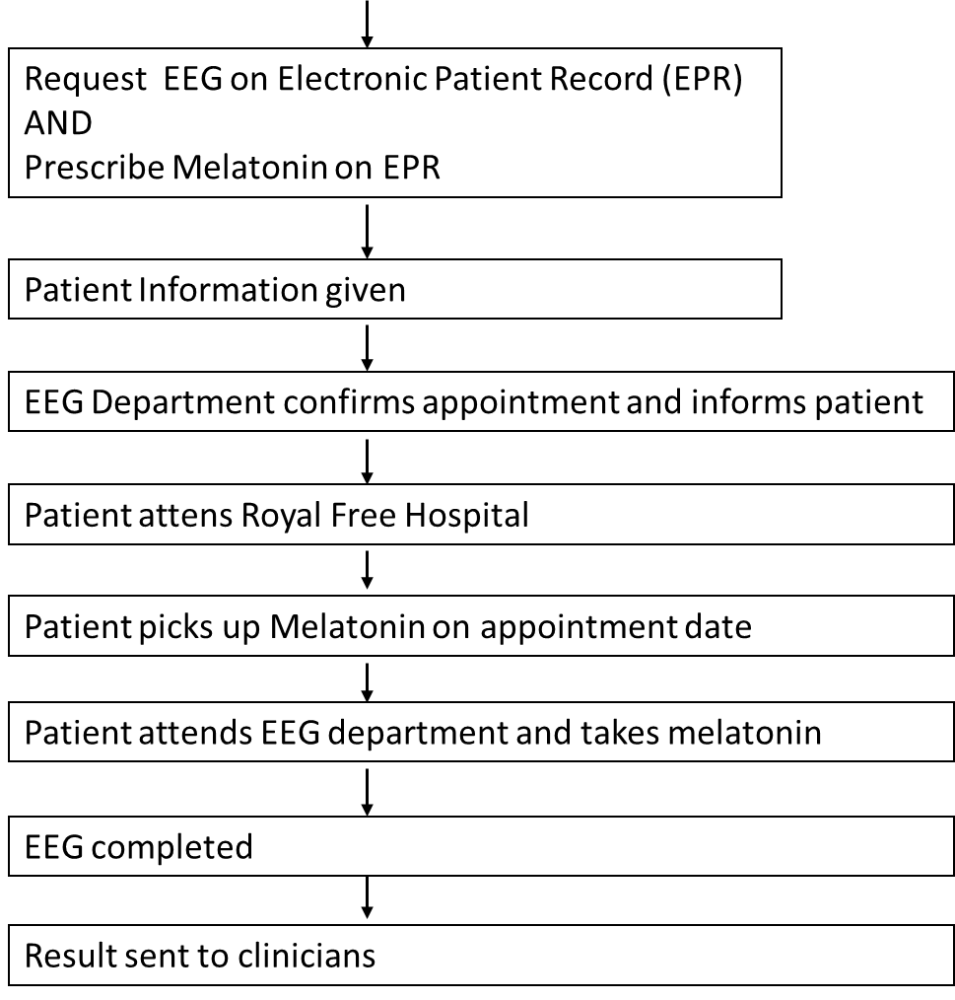 Request  EEG on Electronic Patient Record (EPR)
AND
Prescribe Melatonin on EPR
Patient Information given
EEG Department confirms appointment and informs patient
Patient attens Royal Free Hospital
Patient picks up Melatonin on appointment date
Patient attends EEG department and takes melatonin
EEG completed
Result sent to clinicians